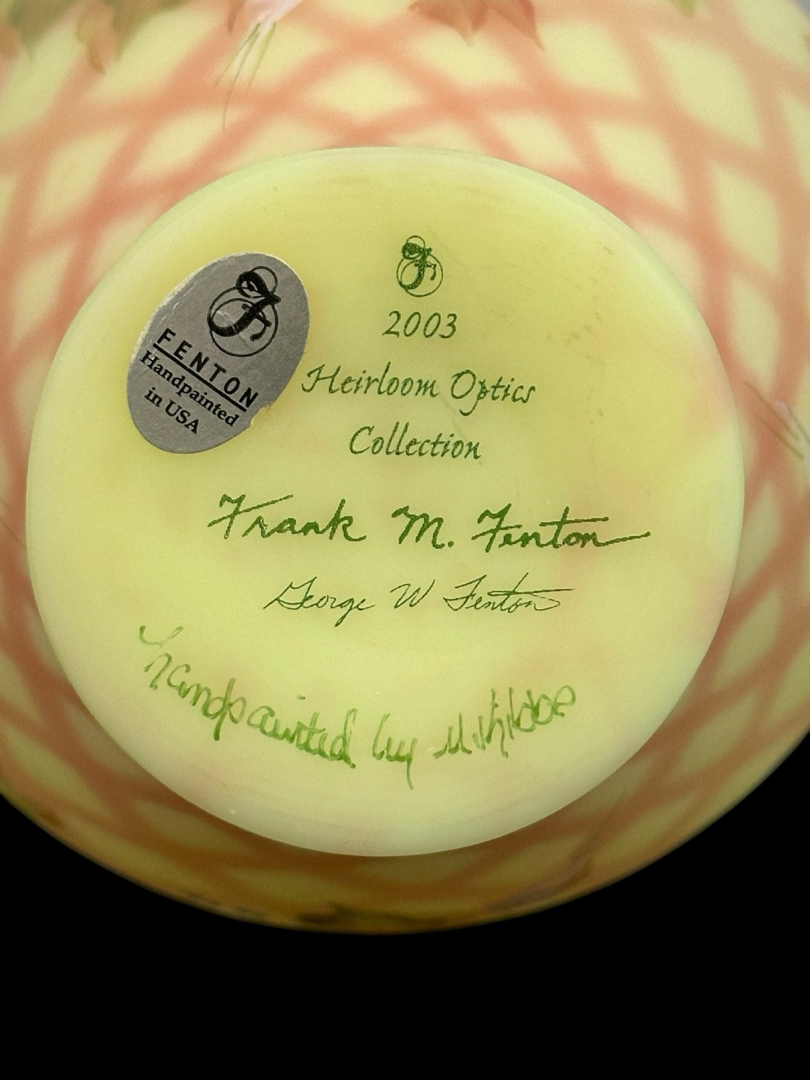 FENTON
Handpainted
in USA
2003
Heirloom Optics
Collection
Frank M. Fenton
George W Fenton
handpainted by